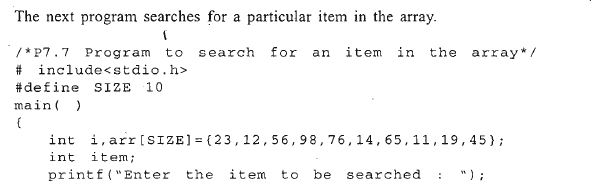 The next program searches for a particular item in the array.
/*P7.7 Program to search for an item in the array*/
# include<stdio.h>
#define SIZE 10
main( )
{
int i,arr[SIZE]={23,12,56,98,76,14,65,11,19,45};
int item;
printf("Enter the item to be searched : ");